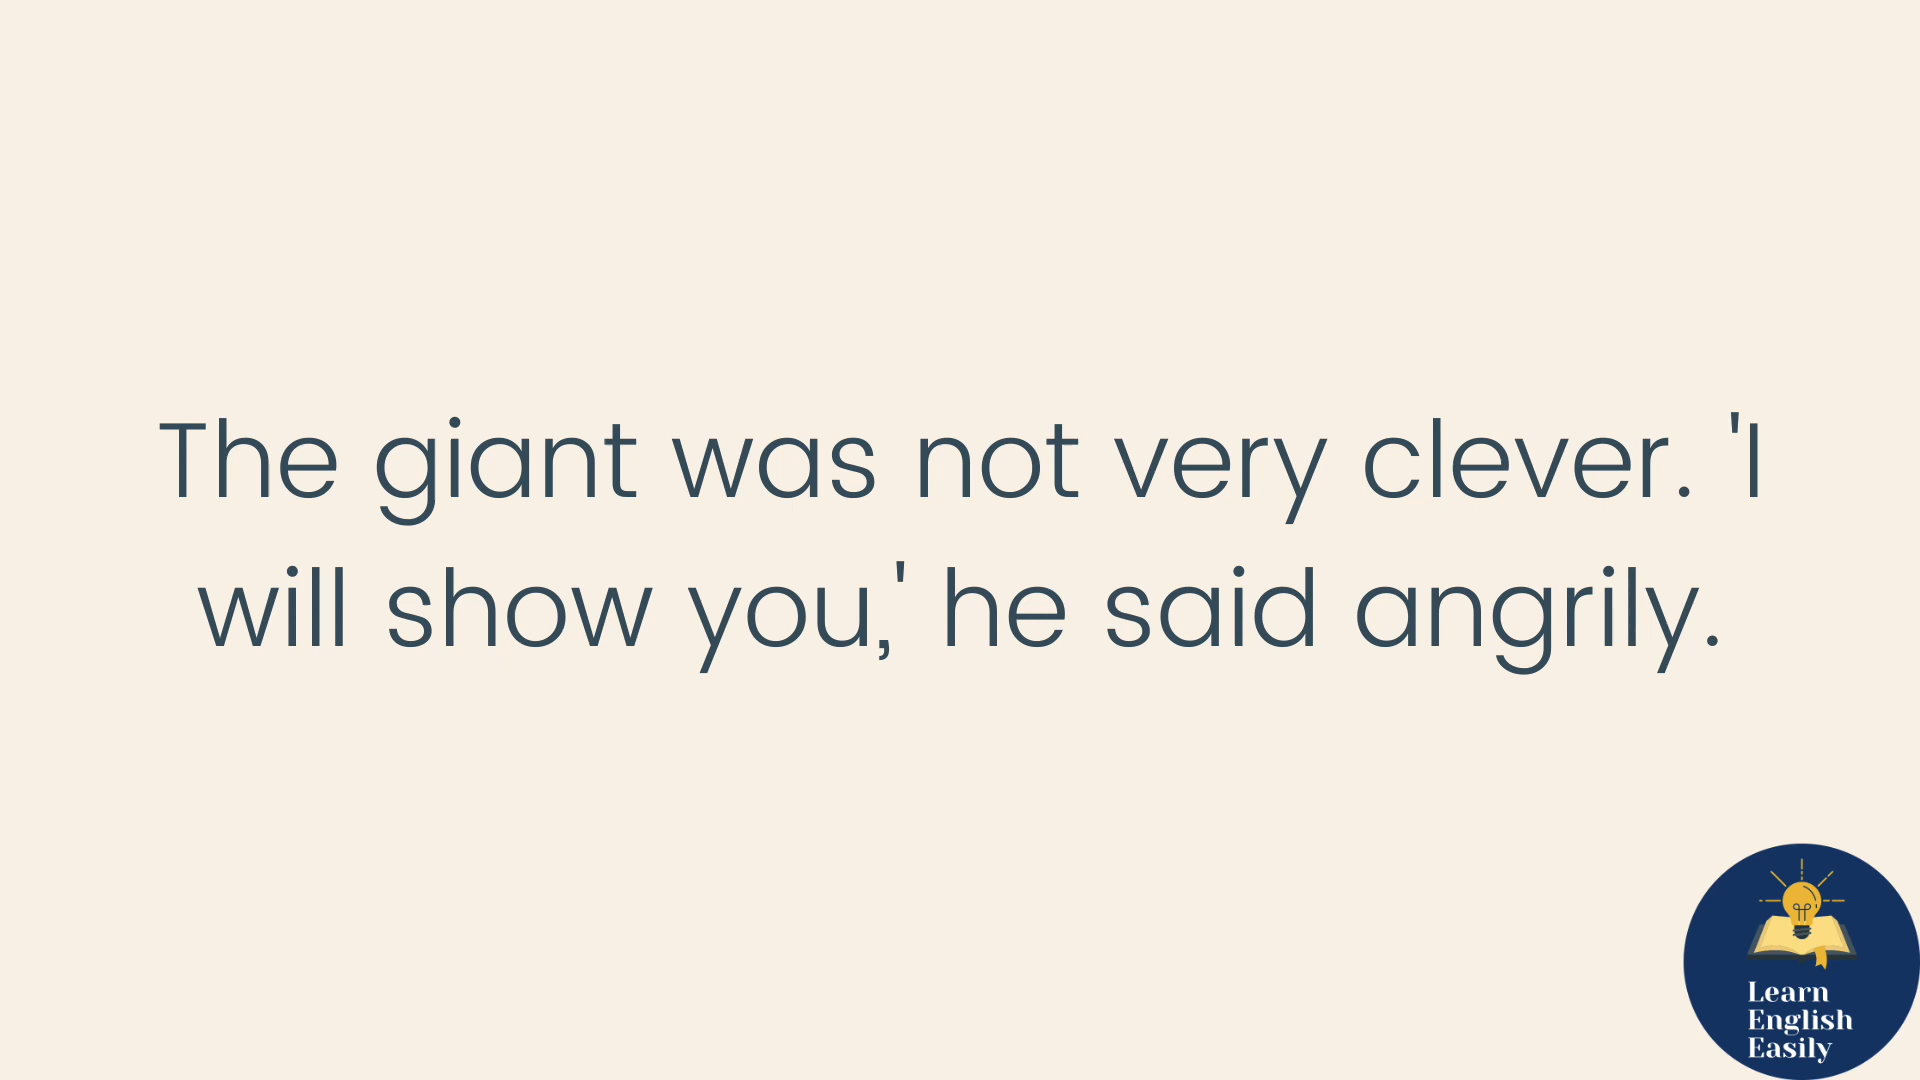 The giant was not very clever. 'I
will show you,' he said angrily.
Learn
English
Easily